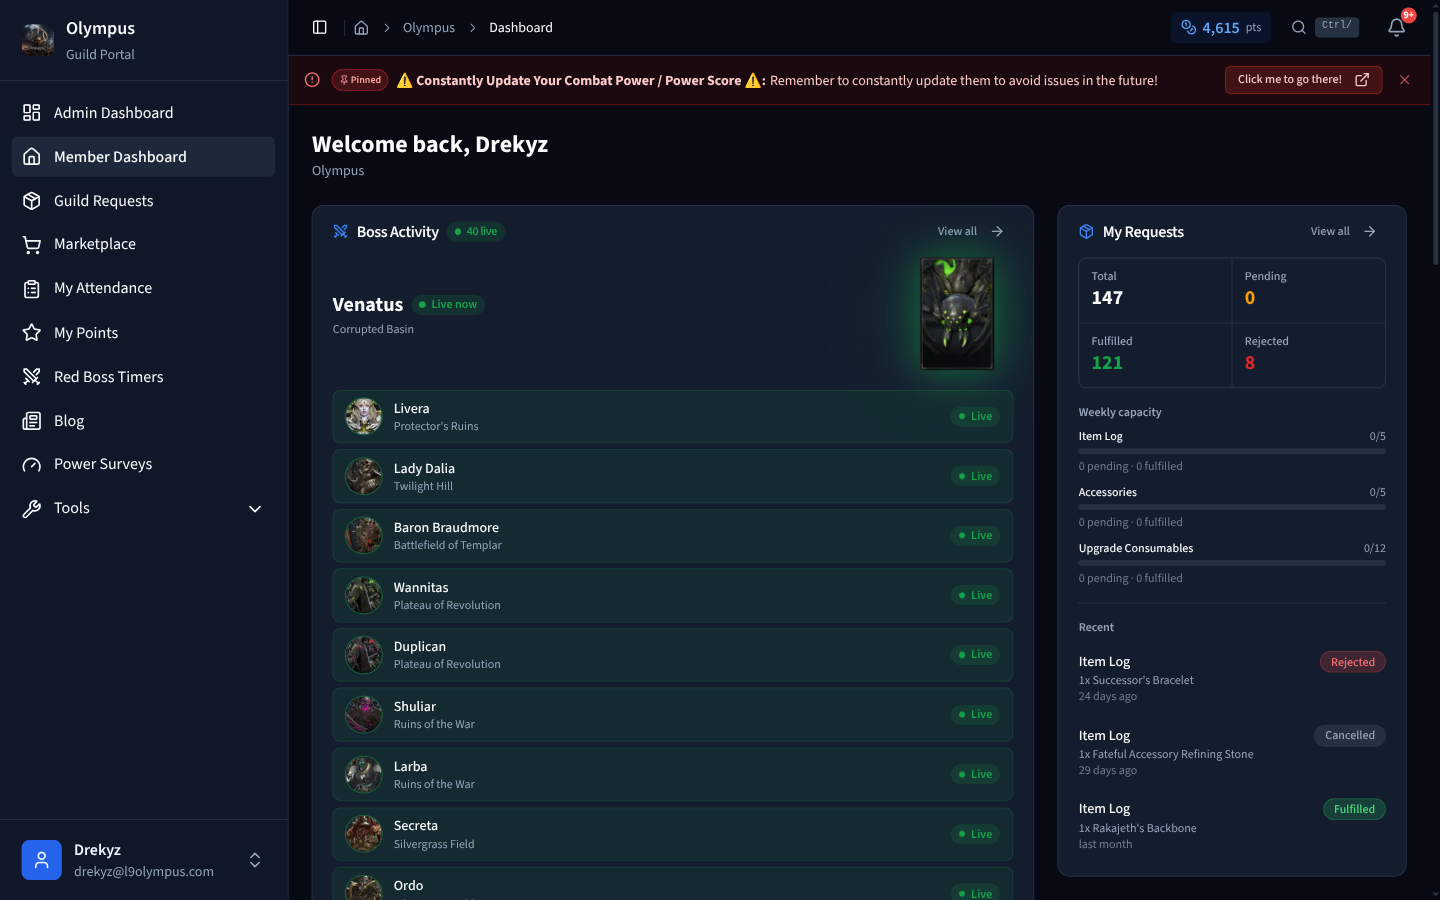 Olympus
Guild Portal
Admin Dashboard
Member Dashboard
Guild Requests
Marketplace
My Attendance
My Points
Red Boss Timers
Blog
Power Surveys
Tools
Drekyz
drekyz@l9olympus.com
Olympus
Dashboard
4,615 pts
Ctrl/
9+
Pinned
⚠️ Constantly Update Your Combat Power / Power Score ⚠️: Remember to constantly update them to avoid issues in the future!
Click me to go there!
Welcome back, Drekyz
Olympus
Boss Activity
40 live
View all
Venatus
Live now
Corrupted Basin
Livera
Protector's Ruins
Live
Lady Dalia
Twilight Hill
Live
Baron Braudmore
Battlefield of Templar
Live
Wannitas
Plateau of Revolution
Live
Duplican
Plateau of Revolution
Live
Shuliar
Ruins of the War
Live
Larba
Ruins of the War
Live
Secreta
Silvergrass Field
Live
Ordo
Live
My Requests
View all
Total
147
Pending
0
Fulfilled
121
Rejected
8
Weekly capacity
Item Log
0/5
0 pending · 0 fulfilled
Accessories
0/5
0 pending · 0 fulfilled
Upgrade Consumables
0/12
0 pending · 0 fulfilled
Recent
Item Log
Rejected
1x Successor's Bracelet
24 days ago
Item Log
Cancelled
1x Fateful Accessory Refining Stone
29 days ago
Item Log
Fulfilled
1x Rakajeth's Backbone
last month